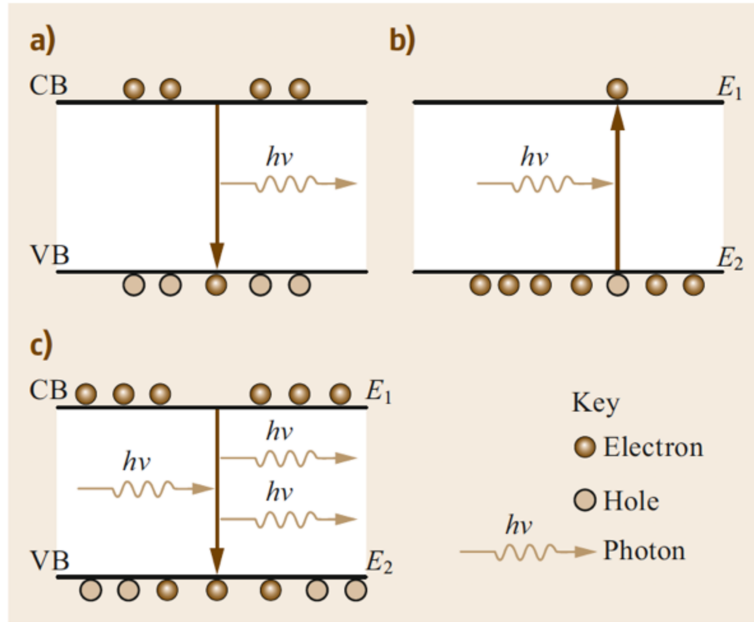 a)
CB
hν
VB
b)
E1
hν
E2
c)
CB
E1
hν
hν
hν
VB
E2
Key
Electron
Hole
hν
Photon